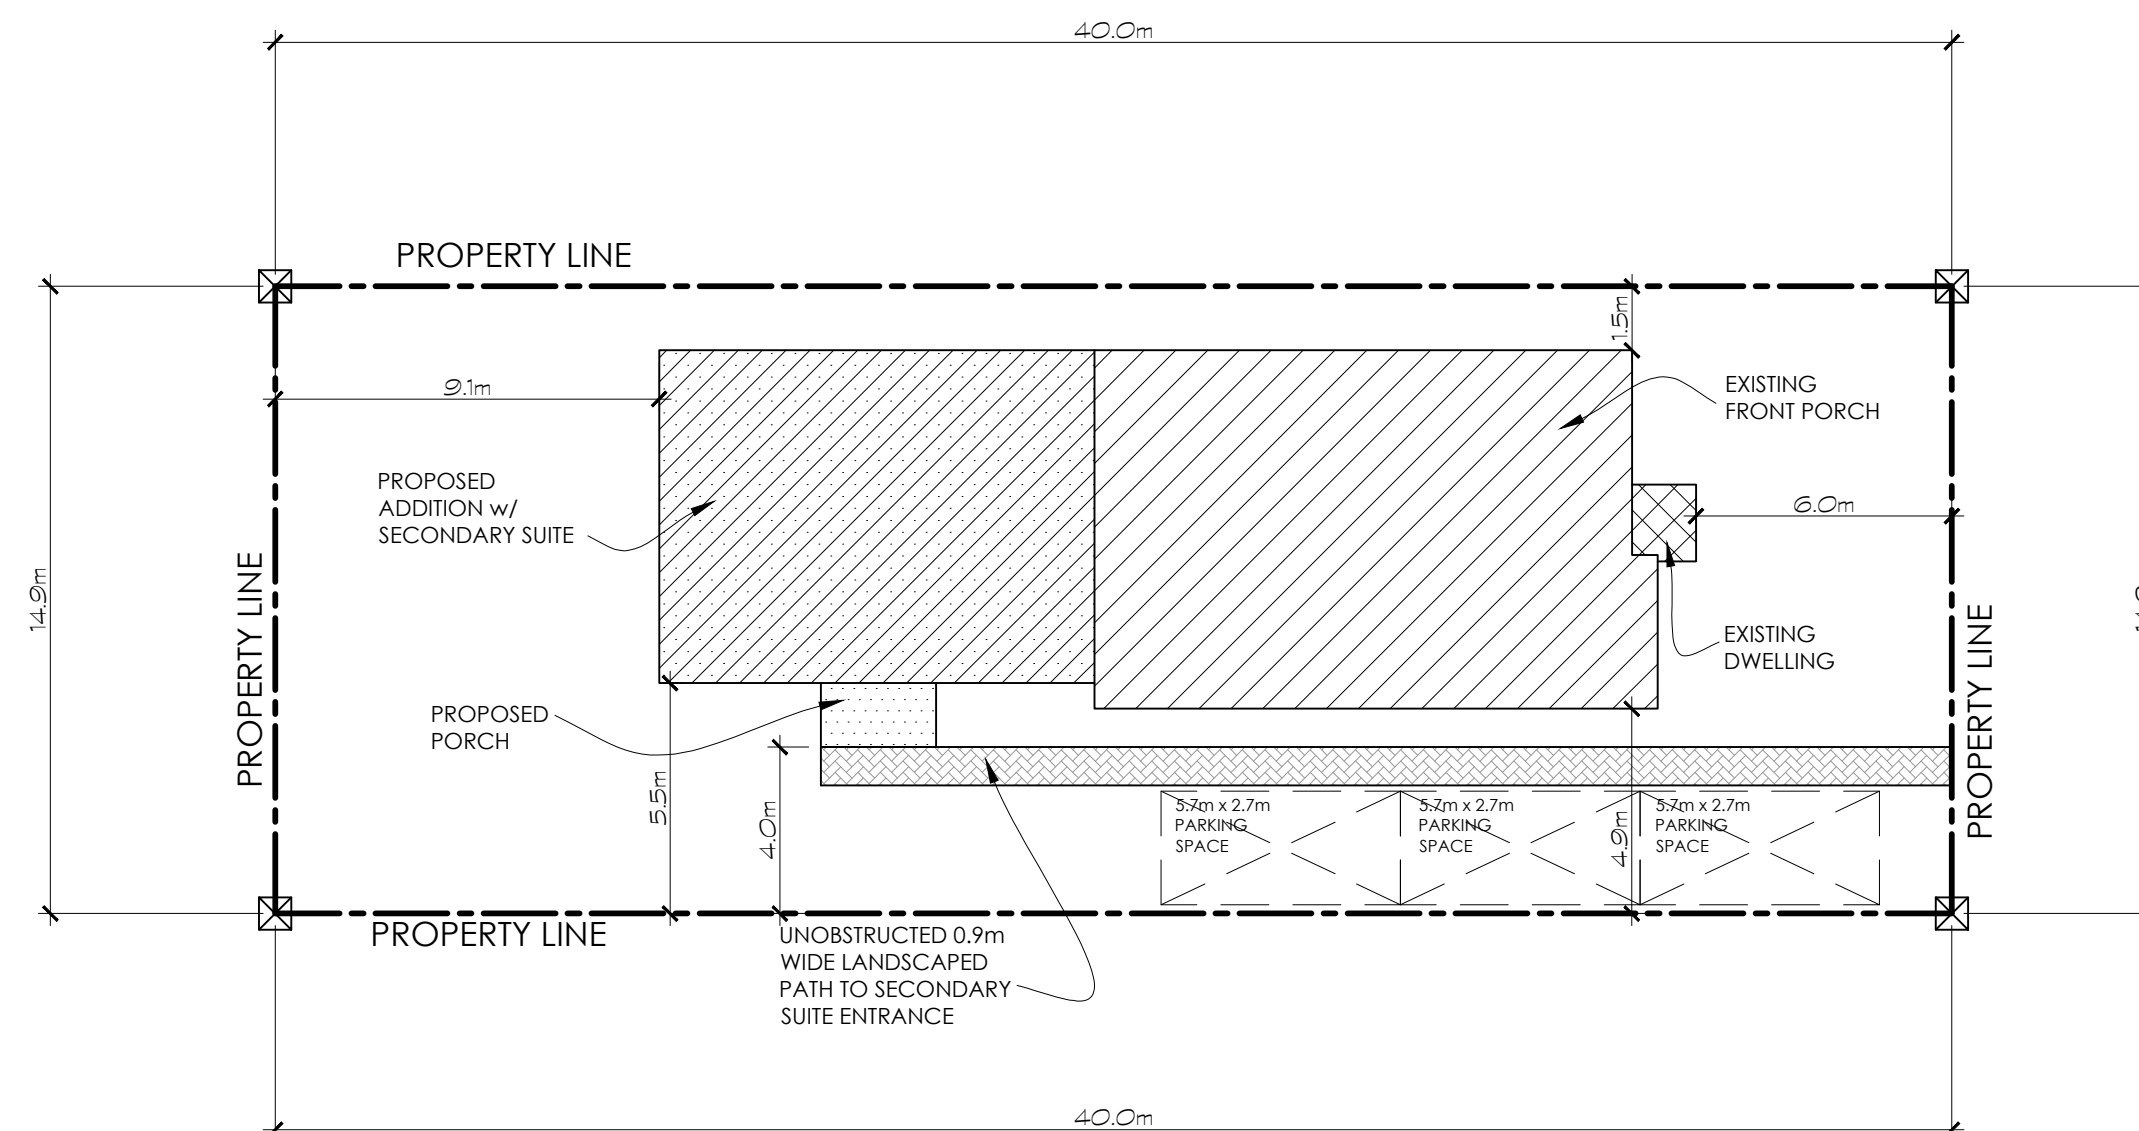 40.0m
PROPERTY LINE
1.5m
9.1m
EXISTING
FRONT PORCH
PROPOSED
ADDITION w/
SECONDARY SUITE
6.0m
14.9m
PROPERTY LINE
EXISTING
DWELLING
PROPERTY LINE
PROPOSED
PORCH
5.5m
4.0m
5.7m x 2.7m
PARKING
SPACE
5.7m x 2.7m
PARKING
SPACE
4.9m
5.7m x 2.7m
PARKING
SPACE
PROPERTY LINE
UNOBSTRUCTED 0.9m
WIDE LANDSCAPED
PATH TO SECONDARY
SUITE ENTRANCE
40.0m